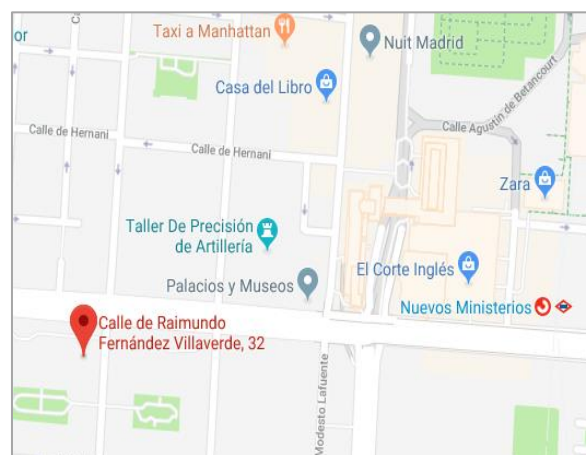 Taxi a Manhattan
or
Nuit Madrid
Casa del Libro
Calle Agustín de Betancourt
Calle de Hernani
Calle de Hernani
Zara
Taller De Precisión
de Artillería
El Corte Inglés
Palacios y Museos
Nuevos Ministerios
Calle de Raimundo
Fernández Villaverde, 32
Modesto Lafuente